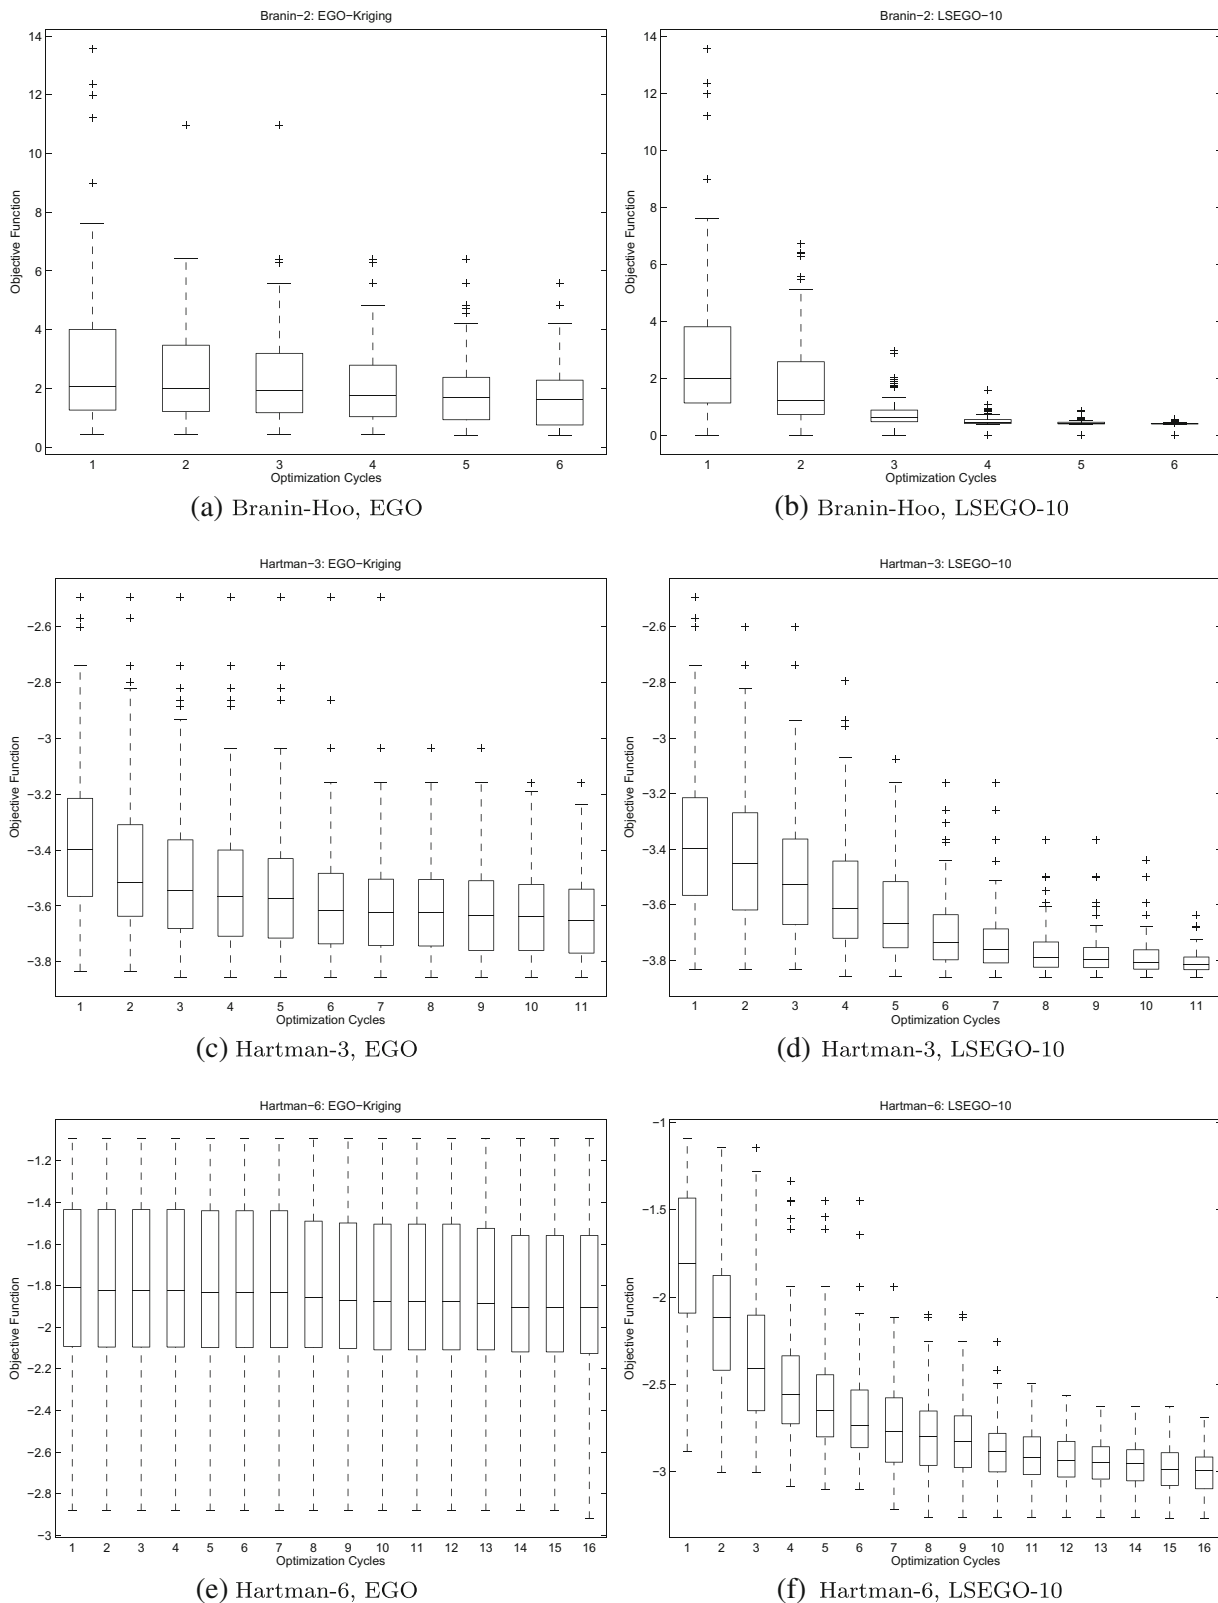 Branin−2: EGO−Kriging
14
12
10
8
6
4
2
0
Objective Function
1 2 3 4 5 6
Optimization Cycles
(a) Branin-Hoo, EGO
Branin−2: LSEGO−10
14
12
10
8
6
4
2
0
Objective Function
1 2 3 4 5 6
Optimization Cycles
(b) Branin-Hoo, LSEGO-10
Hartman−3: EGO−Kriging
−2.6
−2.8
−3
−3.2
−3.4
−3.6
−3.8
Objective Function
1 2 3 4 5 6 7 8 9 10 11
Optimization Cycles
(c) Hartman-3, EGO
Hartman−3: LSEGO−10
−2.6
−2.8
−3
−3.2
−3.4
−3.6
−3.8
Objective Function
1 2 3 4 5 6 7 8 9 10 11
Optimization Cycles
(d) Hartman-3, LSEGO-10
Hartman−6: EGO−Kriging
−1.2
−1.4
−1.6
−1.8
−2
−2.2
−2.4
−2.6
−2.8
−3
Objective Function
1 2 3 4 5 6 7 8 9 10 11 12 13 14 15 16
Optimization Cycles
(e) Hartman-6, EGO
Hartman−6: LSEGO−10
−1
−1.5
−2
−2.5
−3
Objective Function
1 2 3 4 5 6 7 8 9 10 11 12 13 14 15 16
Optimization Cycles
(f) Hartman-6, LSEGO-10